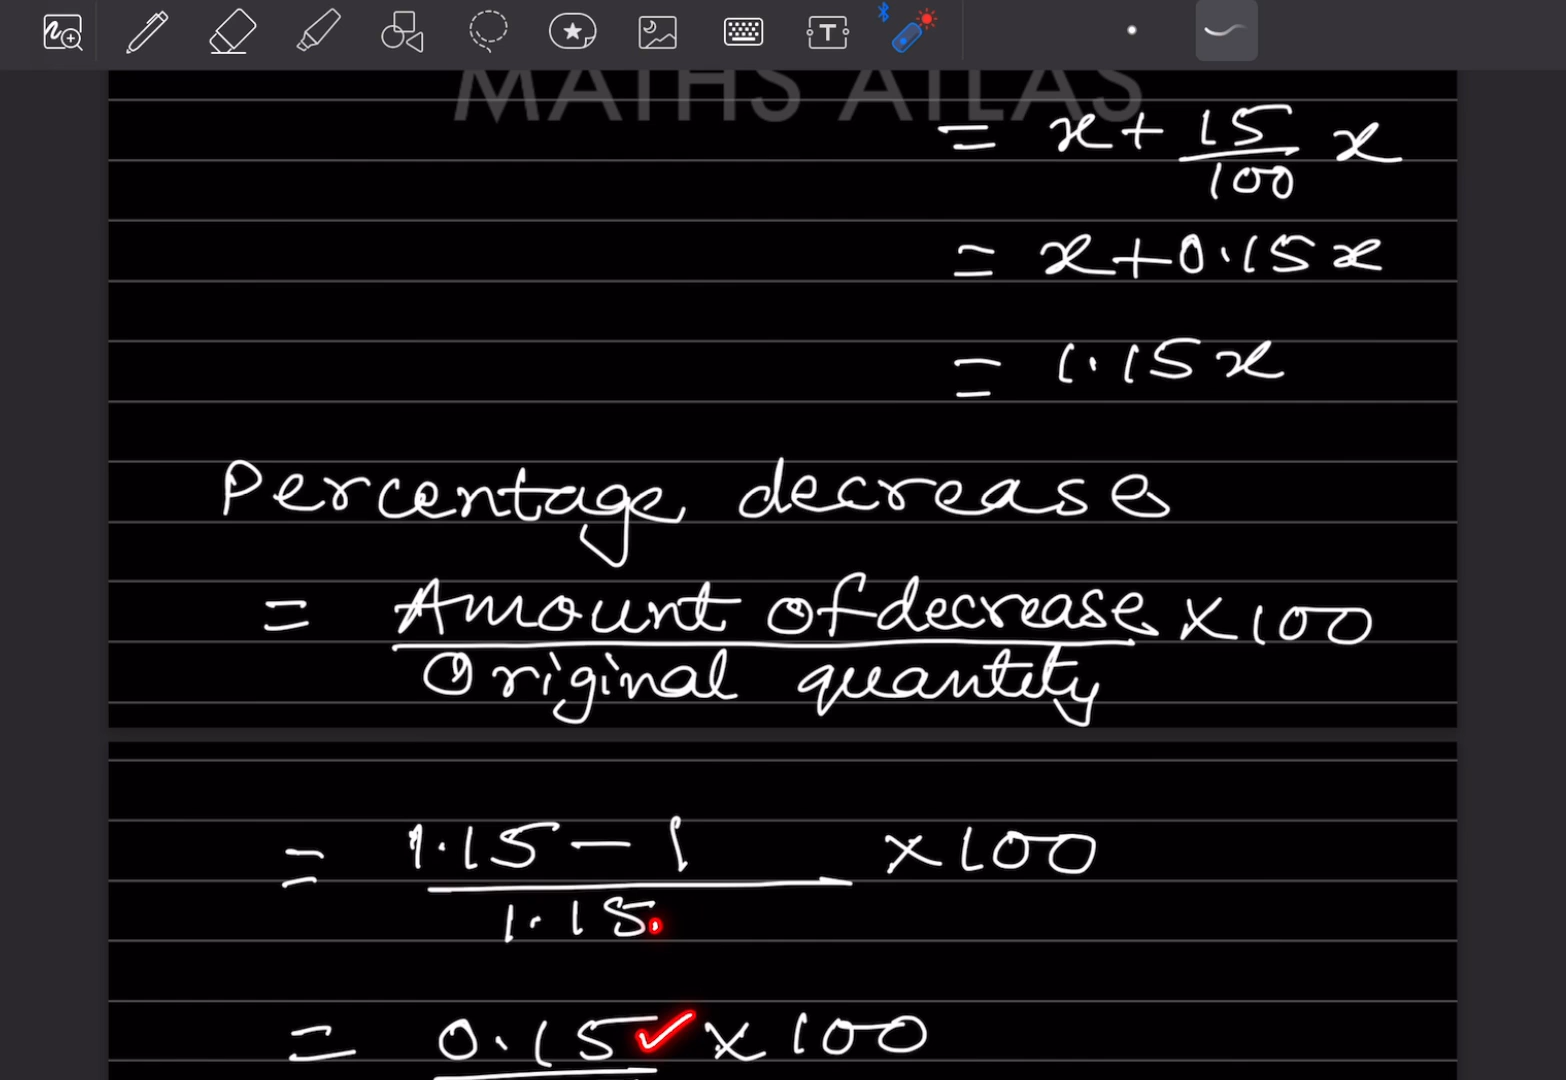 MATHS ATLAS
= x + 15/100 x
= x + 0.15x
= 1.15x
Percentage decrease
= Amount of decrease / Original quantity × 100
= 1.15 - 1 / 1.15 × 100
= 0.15 × 100